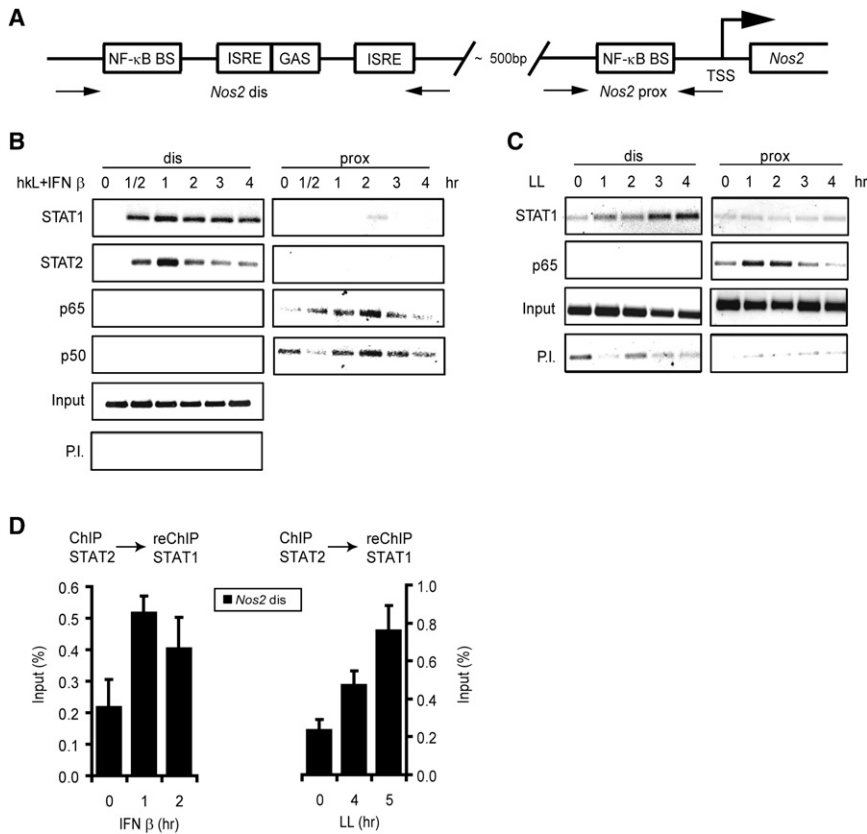 A
NF-κB BS ISRE GAS ISRE ~ 500bp NF-κB BS TSS Nos2
Nos2 dis Nos2 prox
B
dis prox
hkL+IFN β 0 1/2 1 2 3 4 0 1/2 1 2 3 4 hr
STAT1
STAT2
p65
p50
Input
P.I.
C
dis prox
LL 0 1 2 3 4 0 1 2 3 4 hr
STAT1
p65
Input
P.I.
D
ChIP STAT2 reChIP STAT1
0.6
0.5
0.4
0.3
0.2
0.1
0.0
Input (%)
0 1 2
IFN β (hr)
Nos2 dis
ChIP STAT2 reChIP STAT1
1.0
0.8
0.6
0.4
0.2
0.0
Input (%)
0 4 5
LL (hr)